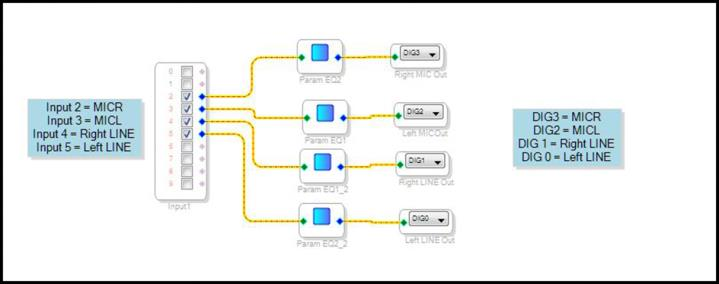 Input 2 = MICR
Input 3 = MICL
Input 4 = Right LINE
Input 5 = Left LINE
0
1
2
3
4
5
6
7
8
9
Input1
Param EQ2
DIG3
Right MIC Out
Param EQ1
DIG2
Left MICOut
Param EQ1_2
DIG1
Right LINE Out
Param EQ2_2
DIG0
Left LINE Out
DIG3 = MICR
DIG2 = MICL
DIG 1 = Right LINE
DIG 0 = Left LINE